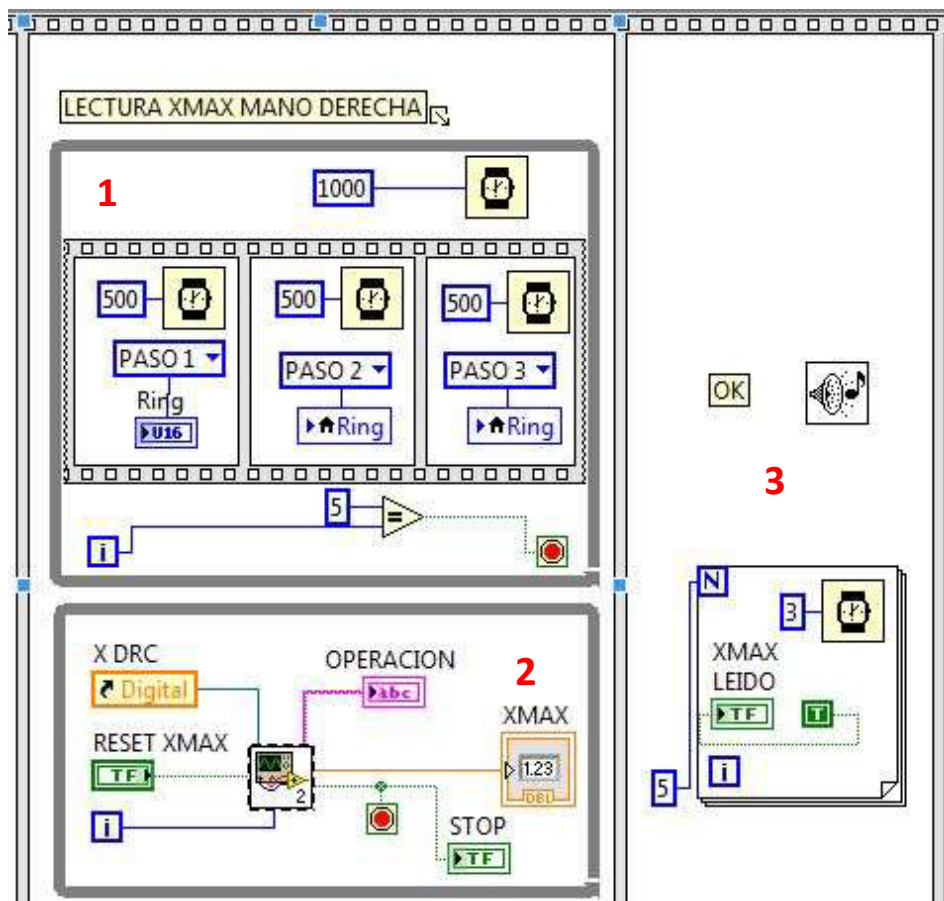 LECTURA XMAX MANO DERECHA
1
1000
500
500
500
PASO 1
PASO 2
PASO 3
Ring
U16
Ring
Ring
5
=
i
X DRC
Digital
OPERACION
abc
2
XMAX
1.23
DBL
RESET XMAX
TF
2
i
STOP
TF
OK
3
N
3
XMAX
LEIDO
TF
T
i
5